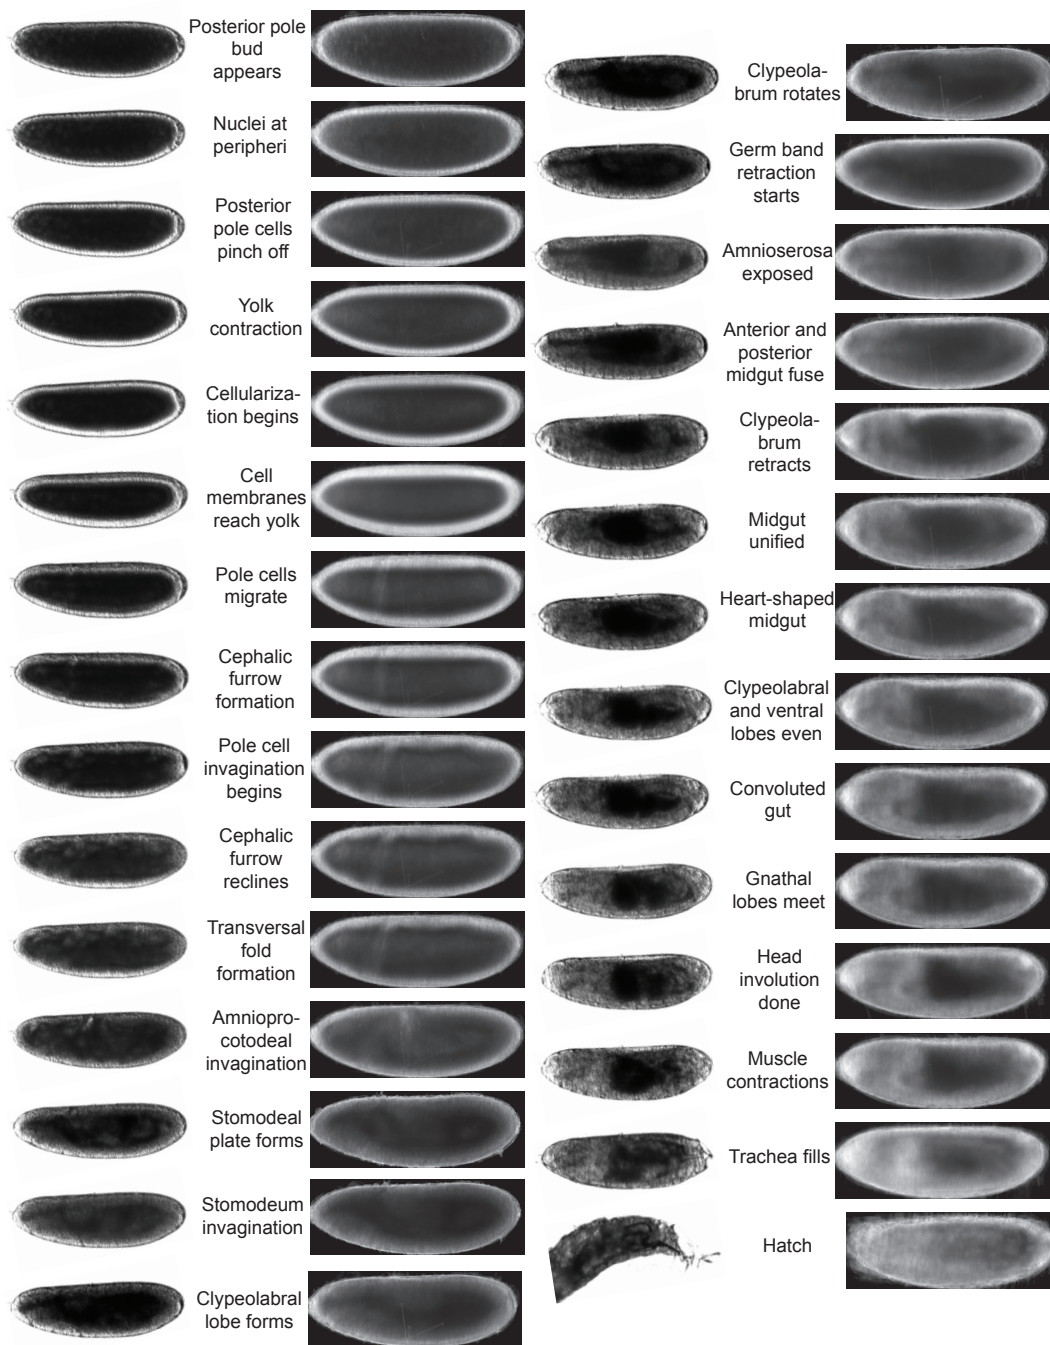 Posterior pole
bud
appears
Nuclei at
peripheri
Posterior
pole cells
pinch off
Yolk
contraction
Cellulariza-
tion begins
Cell
membranes
reach yolk
Pole cells
migrate
Cephalic
furrow
formation
Pole cell
invagination
begins
Cephalic
furrow
reclines
Transversal
fold
formation
Amniopro-
cotodeal
invagination
Stomodeal
plate forms
Stomodeum
invagination
Clypeolabral
lobe forms
Clypeola-
brum rotates
Germ band
retraction
starts
Amnioserosa
exposed
Anterior and
posterior
midgut fuse
Clypeola-
brum
retracts
Midgut
unified
Heart-shaped
midgut
Clypeolabral
and ventral
lobes even
Convoluted
gut
Gnathal
lobes meet
Head
involution
done
Muscle
contractions
Trachea fills
Hatch